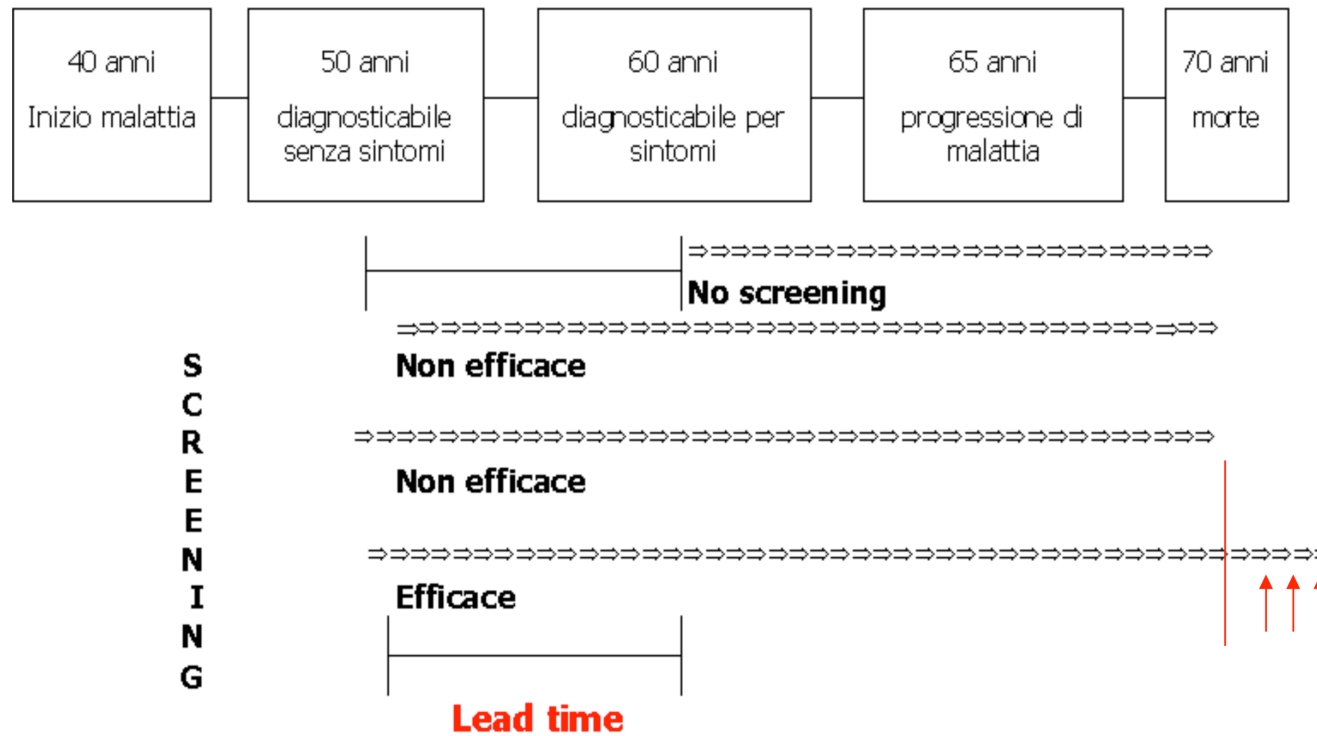 40 anni
Inizio malattia
50 anni
diagnosticabile
senza sintomi
60 anni
diagnosticabile per
sintomi
65 anni
progressione di
malattia
70 anni
morte
No screening
SCREENING
Non efficace
Non efficace
Efficace
Lead time